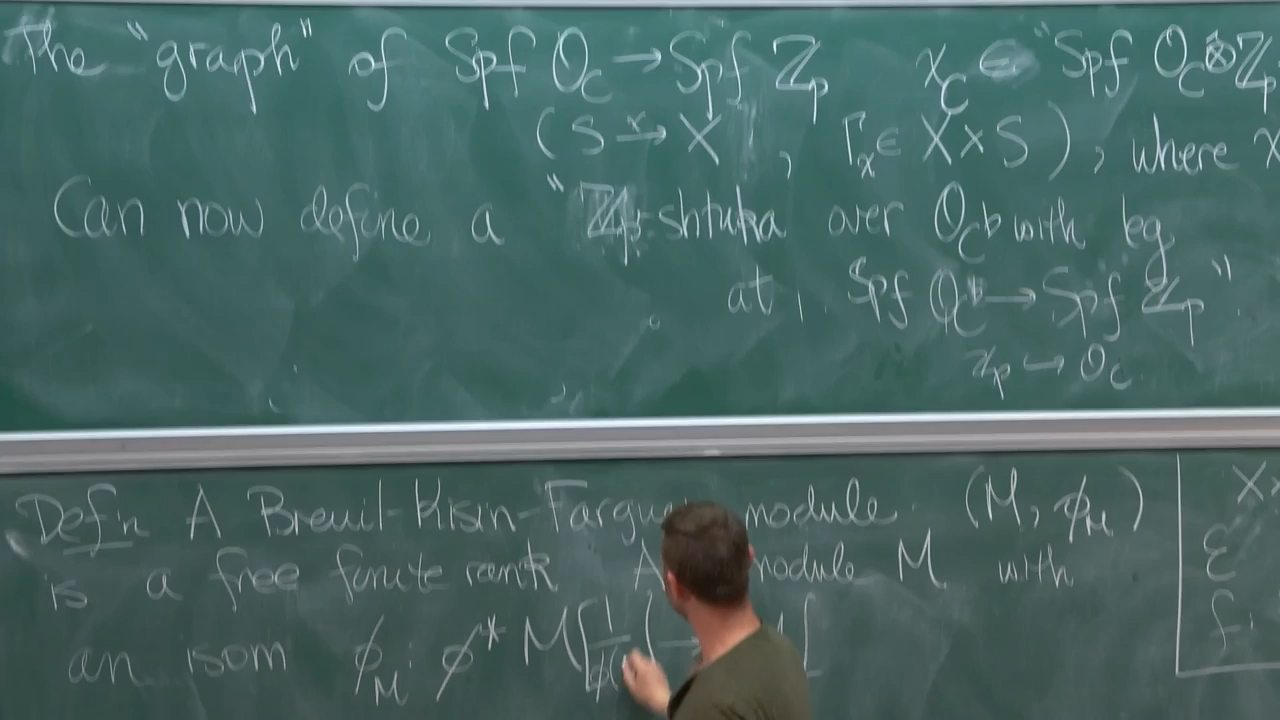 The "graph" of Spf O_C → Spf Z_p x_C ∈ "Spf O_C ⊗ Z_p
(S →^x X , Γ_x ∈ X × S ) , where x
Can now define a "Z_p-shtuka over O_{C^♭} with leg
at Spf O_C → Spf Z_p "
Z_p → O_C
Defn A Breuil-Kisin-Fargues module (M, φ_M)
is a free finite rank A module M with
an isom φ_M : φ* M[1/φ(
X×
ε